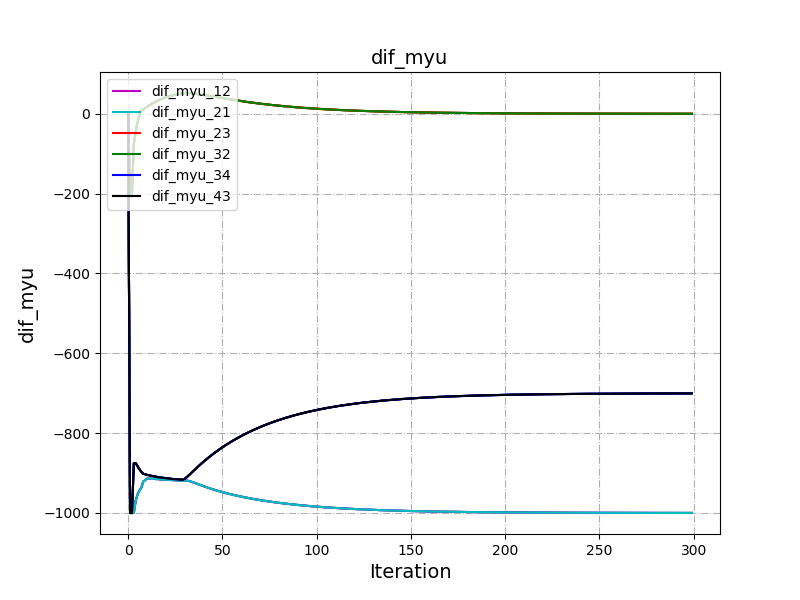 dif_myu
dif_myu_12
dif_myu_21
dif_myu_23
dif_myu_32
dif_myu_34
dif_myu_43
dif_myu
0
−200
−400
−600
−800
−1000
0 50 100 150 200 250 300
Iteration